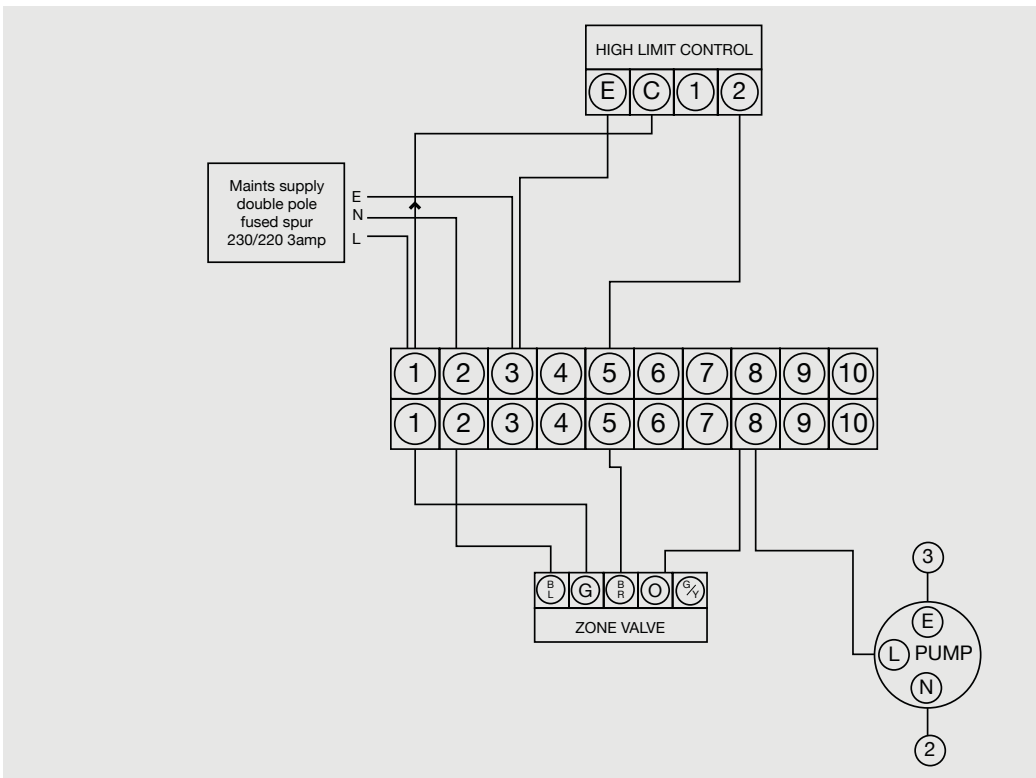 HIGH LIMIT CONTROL
E C 1 2
Maints supply
double pole
fused spur
230/220 3amp
E
N
L
1 2 3 4 5 6 7 8 9 10
1 2 3 4 5 6 7 8 9 10
B L G B R O G/Y
ZONE VALVE
3
E
L PUMP
N
2